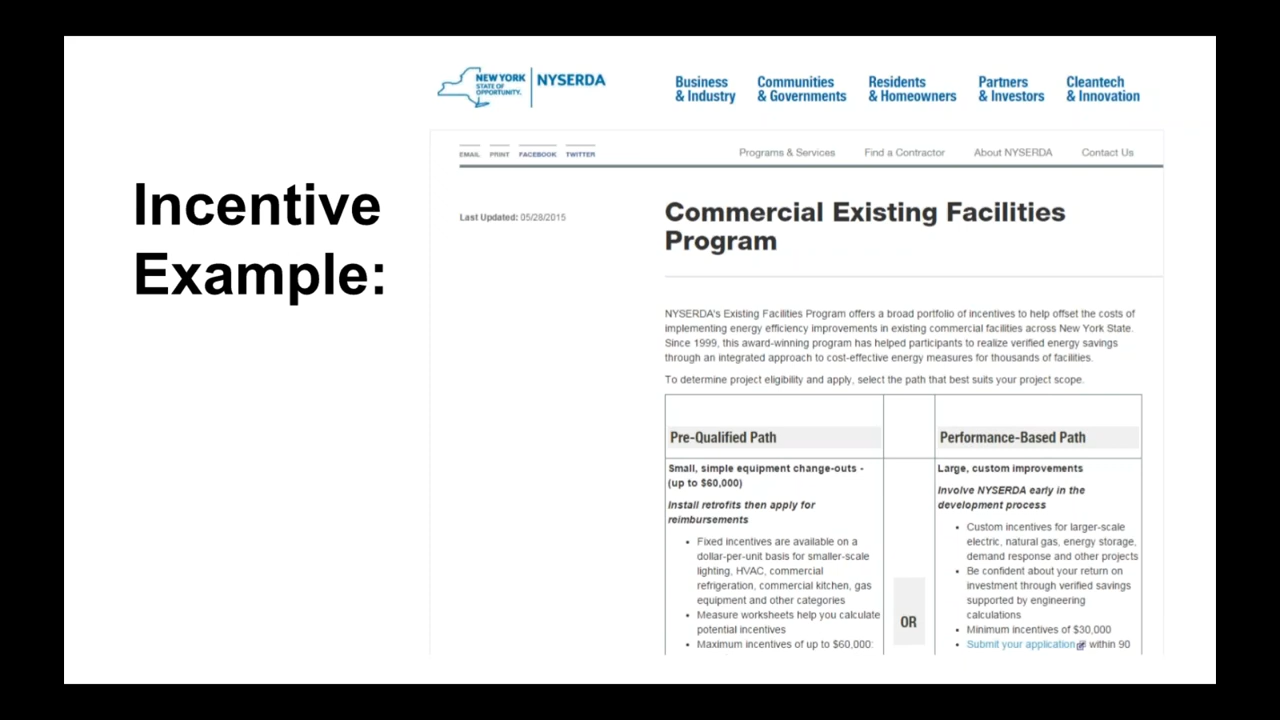 Incentive
Example:
NEW YORK
STATE OF
OPPORTUNITY.
NYSERDA
Business
& Industry
Communities
& Governments
Residents
& Homeowners
Partners
& Investors
Cleantech
& Innovation
EMAIL PRINT FACEBOOK TWITTER
Programs & Services Find a Contractor About NYSERDA Contact Us
Last Updated: 05/28/2015
Commercial Existing Facilities
Program
NYSERDA's Existing Facilities Program offers a broad portfolio of incentives to help offset the costs of
implementing energy efficiency improvements in existing commercial facilities across New York State.
Since 1999, this award-winning program has helped participants to realize verified energy savings
through an integrated approach to cost-effective energy measures for thousands of facilities.
To determine project eligibility and apply, select the path that best suits your project scope.
Pre-Qualified Path
Small, simple equipment change-outs -
(up to $60,000)
Install retrofits then apply for
reimbursements
• Fixed incentives are available on a
dollar-per-unit basis for smaller-scale
lighting, HVAC, commercial
refrigeration, commercial kitchen, gas
equipment and other categories
• Measure worksheets help you calculate
potential incentives
• Maximum incentives of up to $60,000:
OR
Performance-Based Path
Large, custom improvements
Involve NYSERDA early in the
development process
• Custom incentives for larger-scale
electric, natural gas, energy storage,
demand response and other projects
• Be confident about your return on
investment through verified savings
supported by engineering
calculations
• Minimum incentives of $30,000
• Submit your application within 90